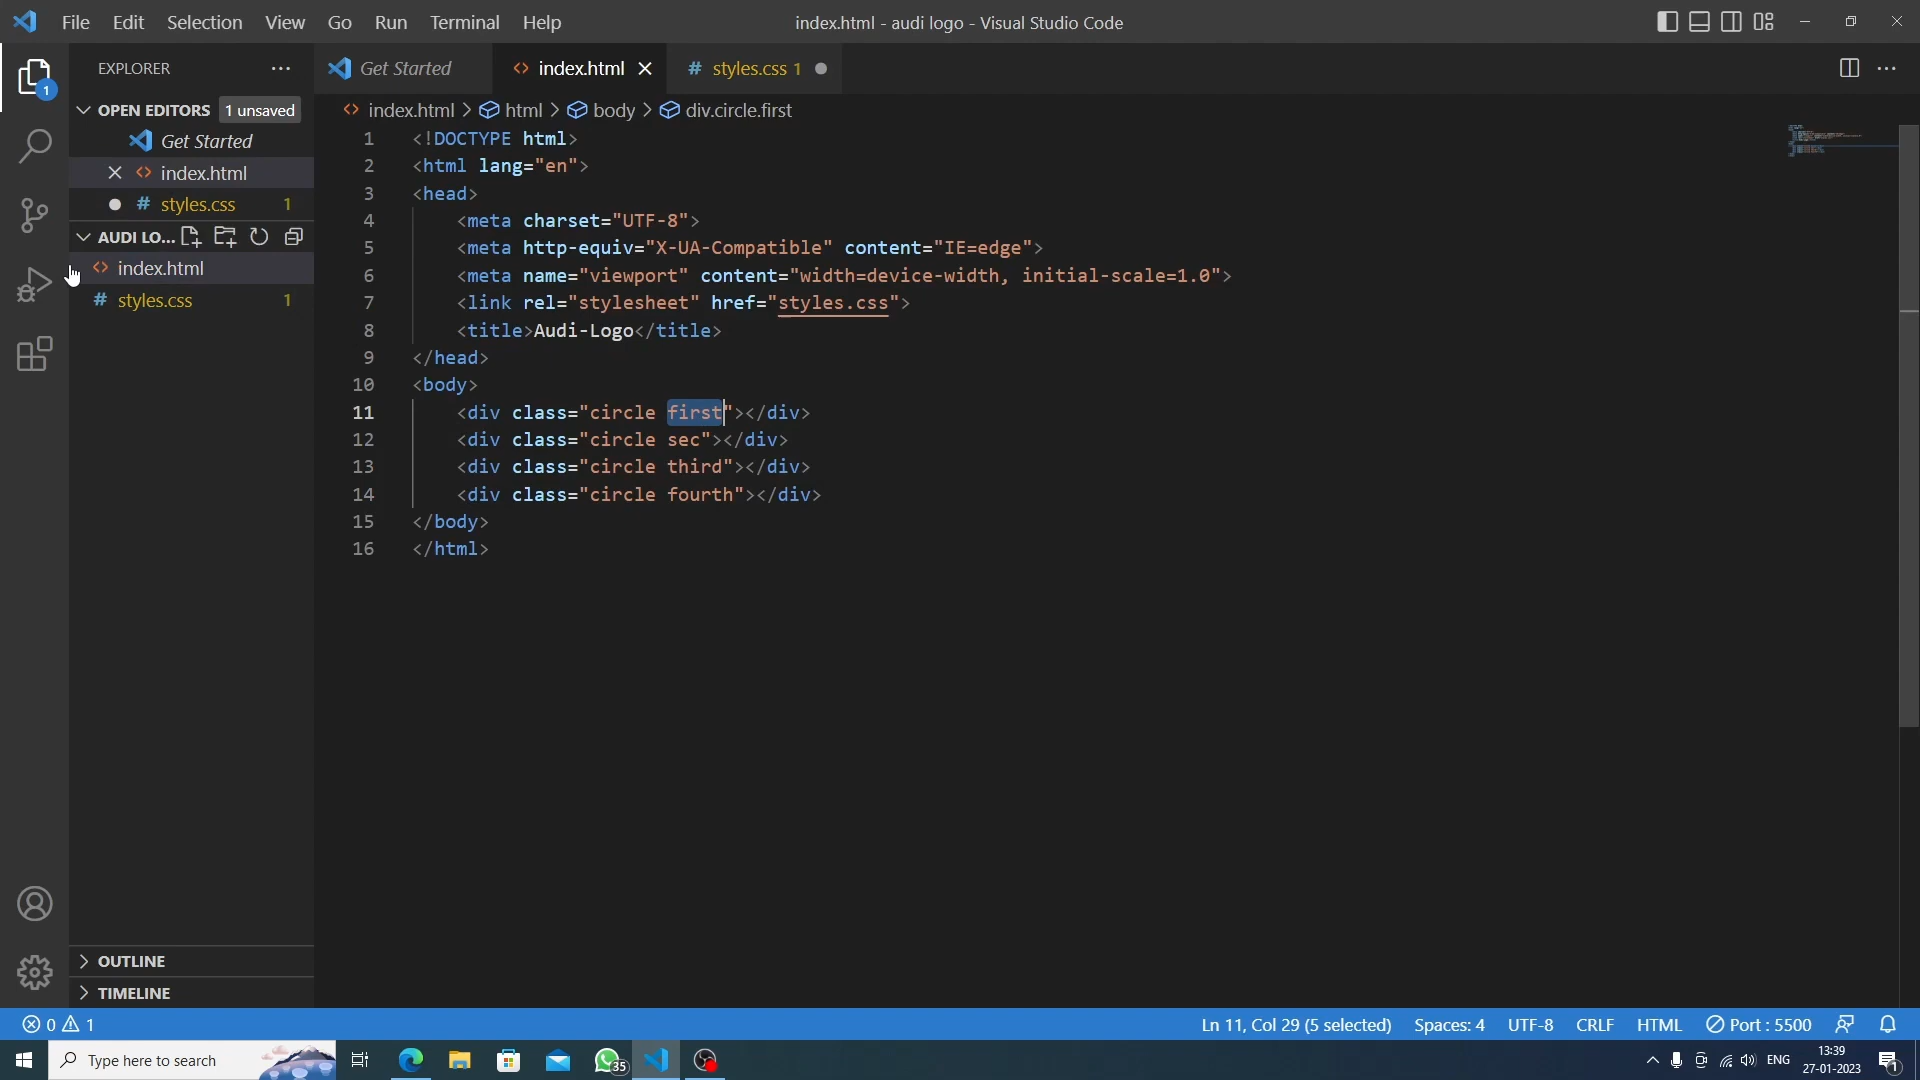 File Edit Selection View Go Run Terminal Help
index.html - audi logo - Visual Studio Code
EXPLORER
Get Started
index.html
styles.css 1
1
OPEN EDITORS 1 unsaved
Get Started
index.html
styles.css 1
AUDI LO...
index.html
styles.css 1
index.html > html > body > div.circle.first
1 <!DOCTYPE html>
2 <html lang="en">
3 <head>
4 <meta charset="UTF-8">
5 <meta http-equiv="X-UA-Compatible" content="IE=edge">
6 <meta name="viewport" content="width=device-width, initial-scale=1.0">
7 <link rel="stylesheet" href="styles.css">
8 <title>Audi-Logo</title>
9 </head>
10 <body>
11 <div class="circle first"></div>
12 <div class="circle sec"></div>
13 <div class="circle third"></div>
14 <div class="circle fourth"></div>
15 </body>
16 </html>
OUTLINE
TIMELINE
0 1
Ln 11, Col 29 (5 selected) Spaces: 4 UTF-8 CRLF HTML Port : 5500
Type here to search
35
ENG
13:39
27-01-2023
1